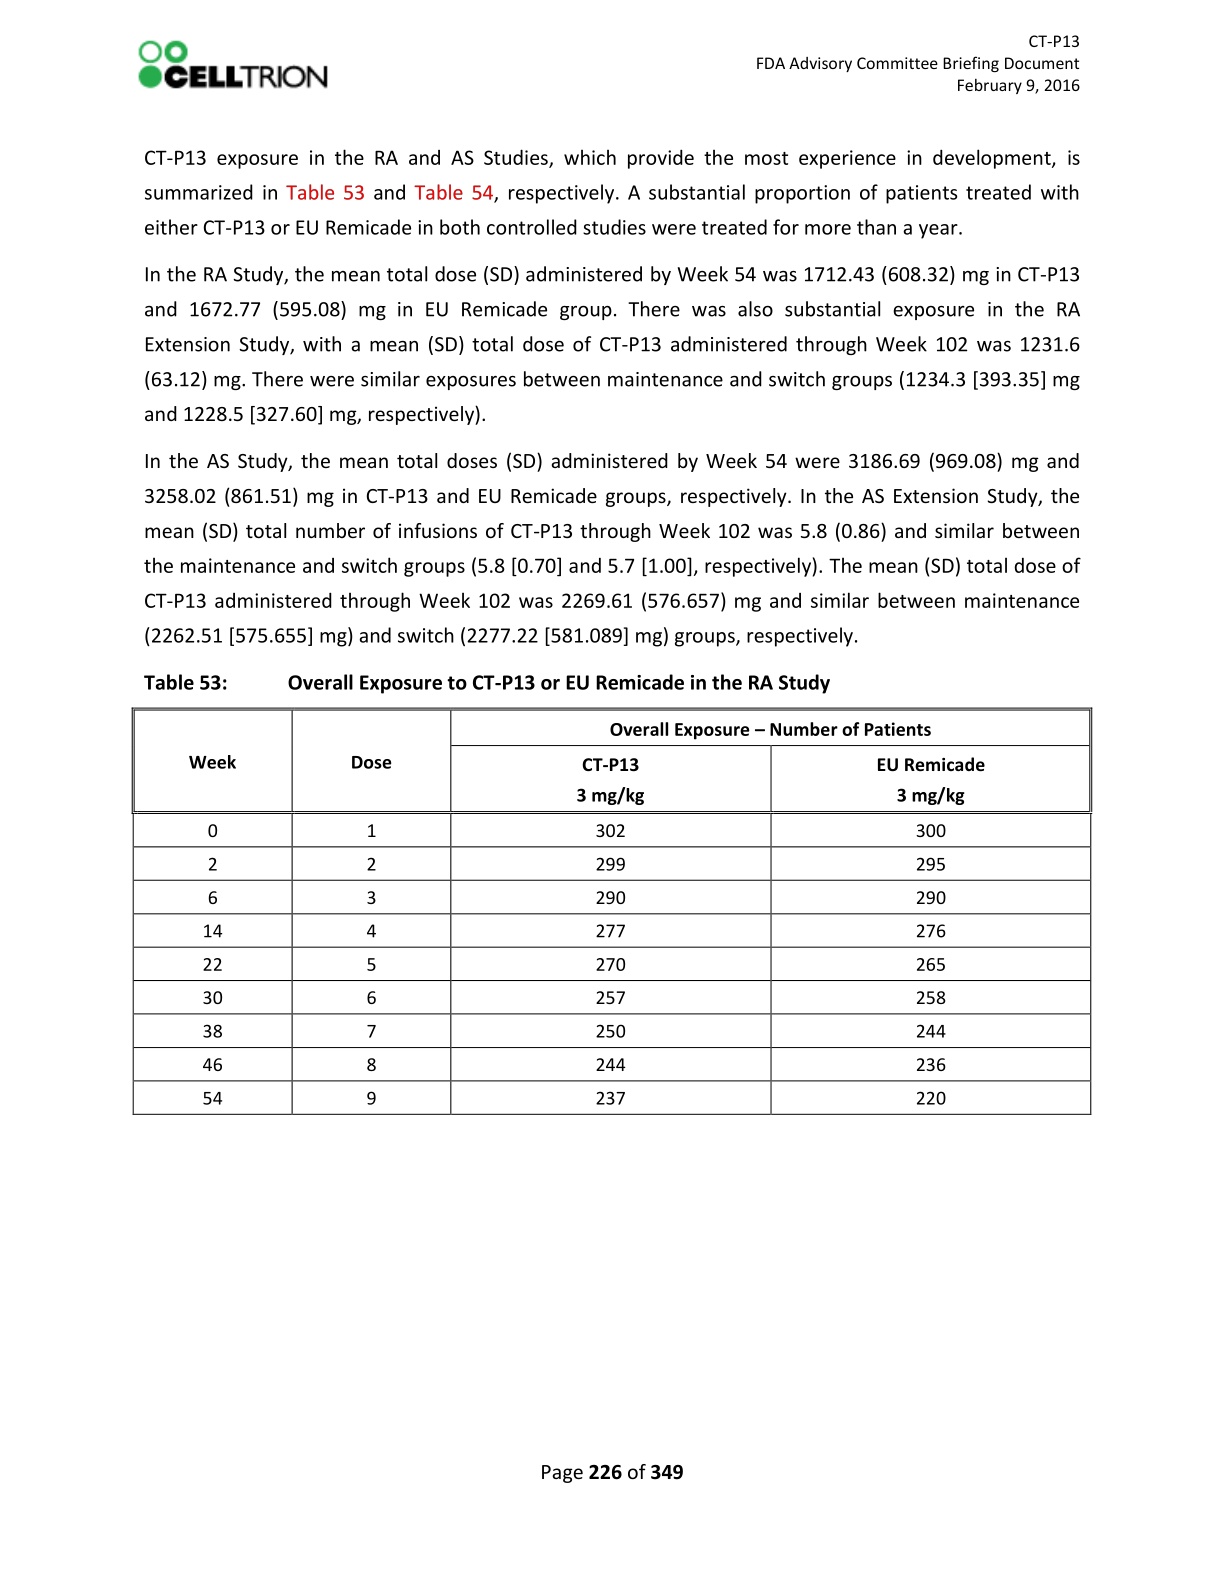 CELLTRION
CT-P13
FDA Advisory Committee Briefing Document
February 9, 2016
CT-P13 exposure in the RA and AS Studies, which provide the most experience in development, is
summarized in Table 53 and Table 54, respectively. A substantial proportion of patients treated with
either CT-P13 or EU Remicade in both controlled studies were treated for more than a year.
In the RA Study, the mean total dose (SD) administered by Week 54 was 1712.43 (608.32) mg in CT-P13
and 1672.77 (595.08) mg in EU Remicade group. There was also substantial exposure in the RA
Extension Study, with a mean (SD) total dose of CT-P13 administered through Week 102 was 1231.6
(63.12) mg. There were similar exposures between maintenance and switch groups (1234.3 [393.35] mg
and 1228.5 [327.60] mg, respectively).
In the AS Study, the mean total doses (SD) administered by Week 54 were 3186.69 (969.08) mg and
3258.02 (861.51) mg in CT-P13 and EU Remicade groups, respectively. In the AS Extension Study, the
mean (SD) total number of infusions of CT-P13 through Week 102 was 5.8 (0.86) and similar between
the maintenance and switch groups (5.8 [0.70] and 5.7 [1.00], respectively). The mean (SD) total dose of
CT-P13 administered through Week 102 was 2269.61 (576.657) mg and similar between maintenance
(2262.51 [575.655] mg) and switch (2277.22 [581.089] mg) groups, respectively.
Table 53: Overall Exposure to CT-P13 or EU Remicade in the RA Study
Overall Exposure – Number of Patients
Week Dose CT-P13 EU Remicade
3 mg/kg 3 mg/kg
0 1 302 300
2 2 299 295
6 3 290 290
14 4 277 276
22 5 270 265
30 6 257 258
38 7 250 244
46 8 244 236
54 9 237 220
Page 226 of 349